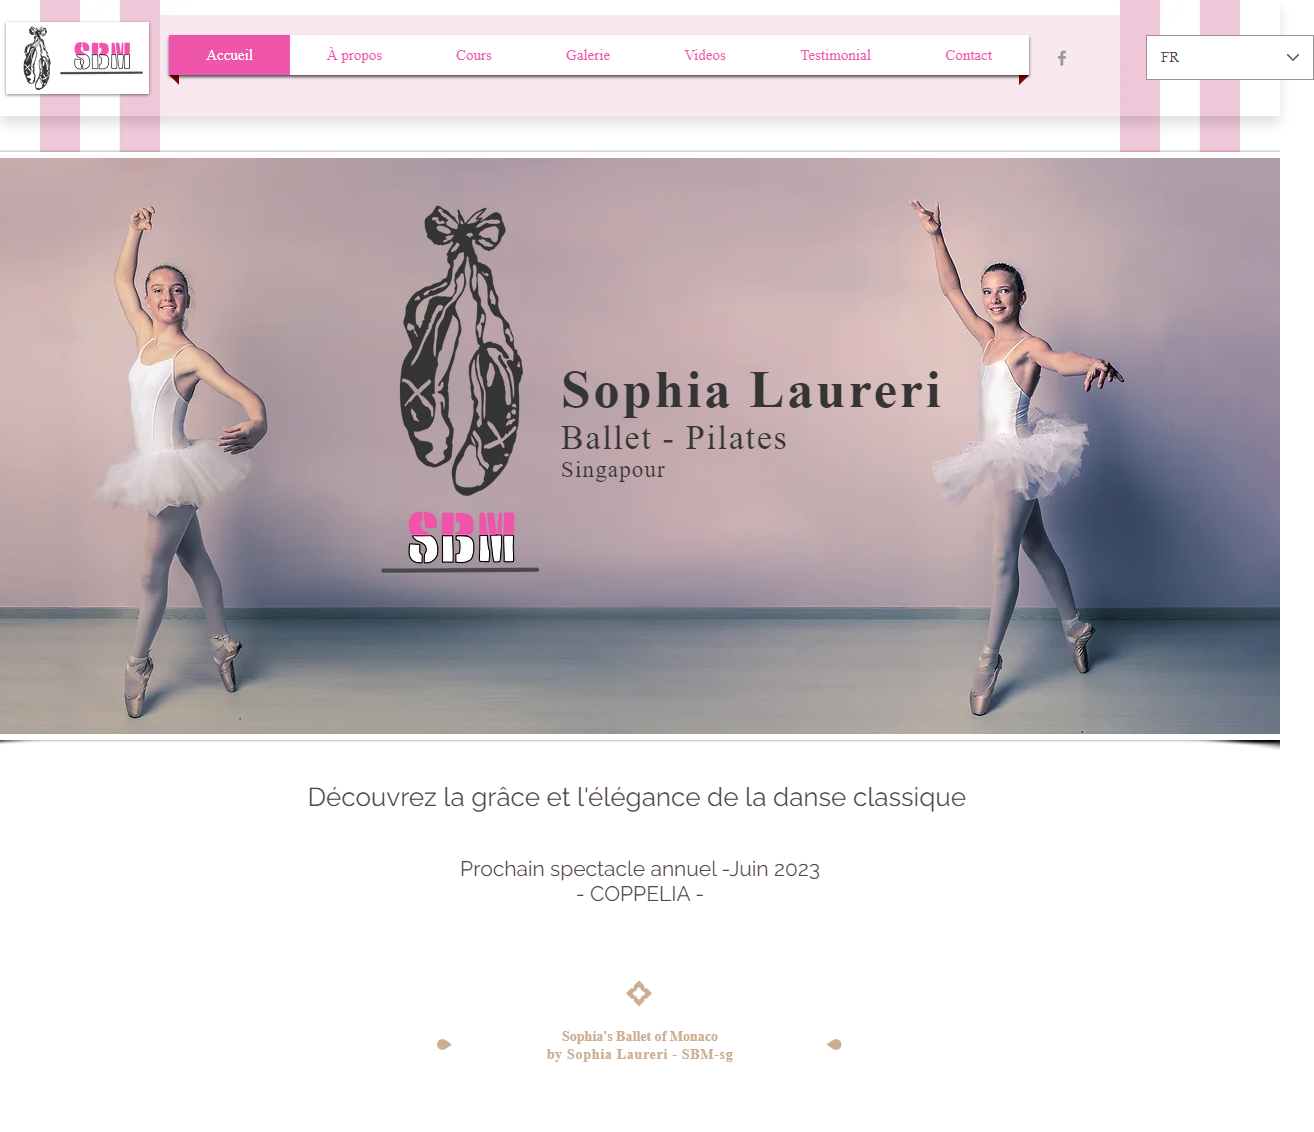 SBM
Accueil
À propos
Cours
Galerie
Videos
Testimonial
Contact
FR
Sophia Laureri
Ballet - Pilates
Singapour
SBM
Découvrez la grâce et l'élégance de la danse classique
Prochain spectacle annuel -Juin 2023
- COPPELIA -
Sophia's Ballet of Monaco
by Sophia Laureri - SBM-sg